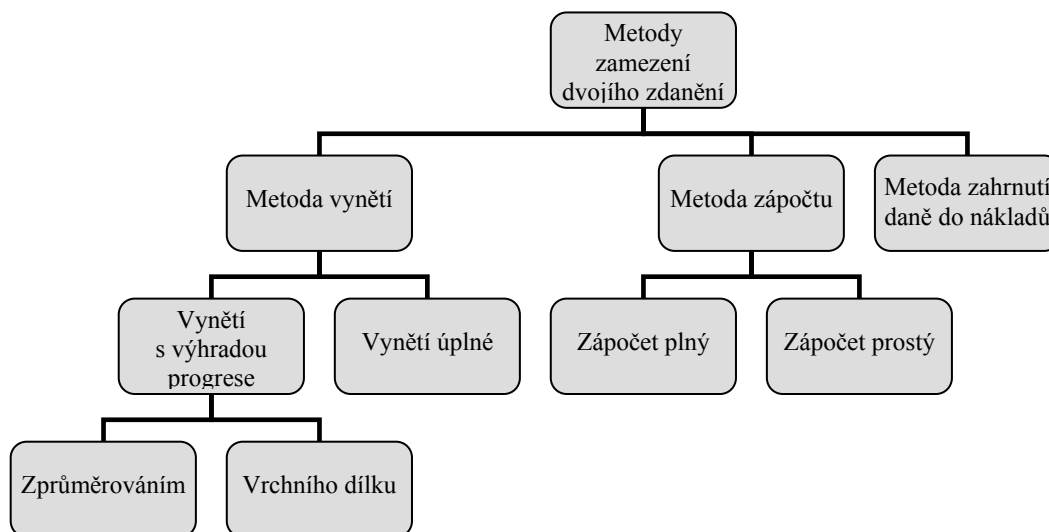 Metody
zamezení
dvojího zdanění
Metoda vynětí
Metoda zápočtu
Metoda zahrnutí
daně do nákladů
Vynětí
s výhradou
progrese
Vynětí úplné
Zápočet plný
Zápočet prostý
Zprůměrováním
Vrchního dílku